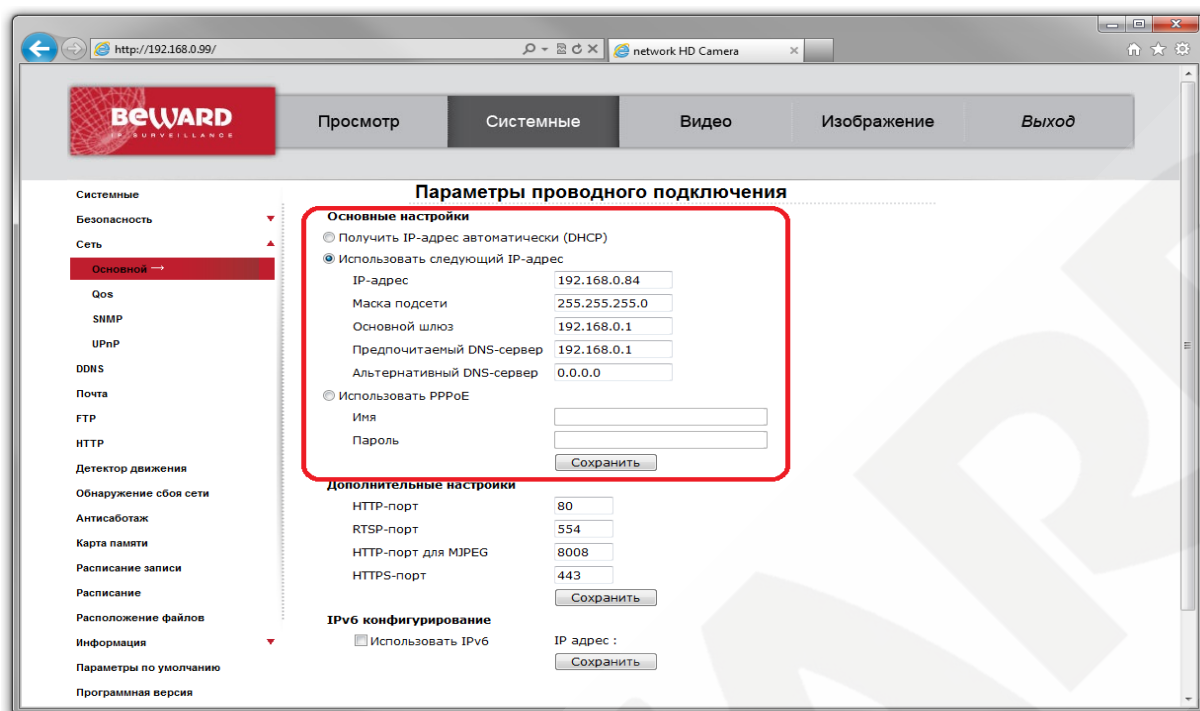 http://192.168.0.99/
network HD Camera
BEWARD
IP SURVEILLANCE
Просмотр
Системные
Видео
Изображение
Выход
Системные
Безопасность
Сеть
Основной →
Qos
SNMP
UPnP
DDNS
Почта
FTP
HTTP
Детектор движения
Обнаружение сбоя сети
Антисаботаж
Карта памяти
Расписание записи
Расписание
Расположение файлов
Информация
Параметры по умолчанию
Программная версия
Параметры проводного подключения
Основные настройки
Получить IP-адрес автоматически (DHCP)
Использовать следующий IP-адрес
IP-адрес 192.168.0.84
Маска подсети 255.255.255.0
Основной шлюз 192.168.0.1
Предпочитаемый DNS-сервер 192.168.0.1
Альтернативный DNS-сервер 0.0.0.0
Использовать PPPoE
Имя
Пароль
Сохранить
Дополнительные настройки
HTTP-порт 80
RTSP-порт 554
HTTP-порт для MJPEG 8008
HTTPS-порт 443
Сохранить
IPv6 конфигурирование
Использовать IPv6 IP адрес :
Сохранить